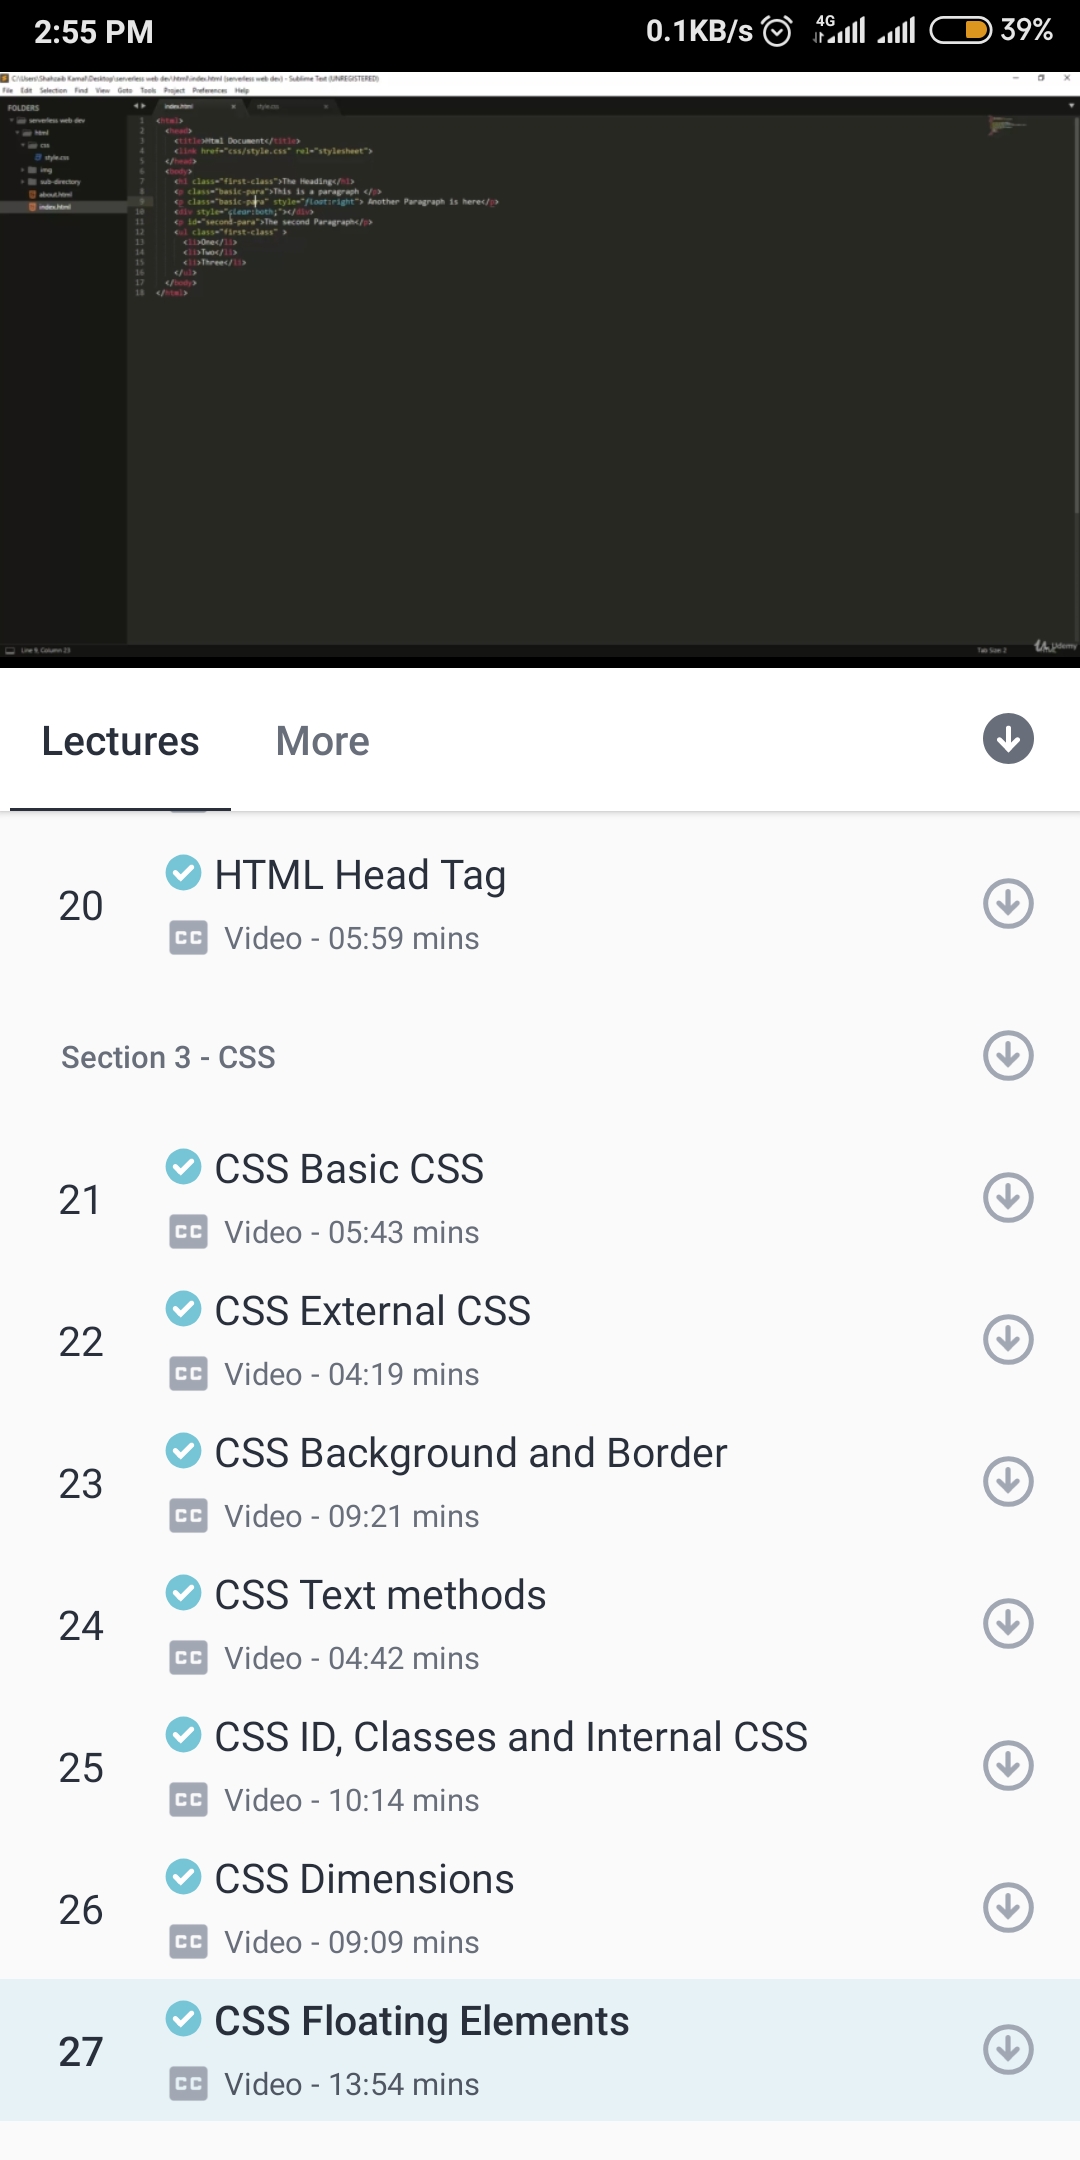 2:55 PM 0.1KB/s 4G 39%
C:\Users\Shahzaib Kamal\Desktop\serverless web dev\html\index.html (serverless web dev) - Sublime Text (UNREGISTERED)
File Edit Selection Find View Goto Tools Project Preferences Help
FOLDERS
serverless web dev
html
css
style.css
img
sub-directory
about.html
index.html
index.html style.css
1 <html>
2 <head>
3 <title>Html Document</title>
4 <link href="css/style.css" rel="stylesheet">
5 </head>
6 <body>
7 <h1 class="first-class">The Heading</h1>
8 <p class="basic-para">This is a paragraph </p>
9 <p class="basic-para" style="float:right"> Another Paragraph is here</p>
10 <div style="clear:both;"></div>
11 <p id="second-para">The second Paragraph</p>
12 <ul class="first-class" >
13 <li>One</li>
14 <li>Two</li>
15 <li>Three</li>
16 </ul>
17 </body>
18 </html>
Line 9, Column 23 Tab Size 2 Udemy
Lectures More
20 HTML Head Tag
CC Video - 05:59 mins
Section 3 - CSS
21 CSS Basic CSS
CC Video - 05:43 mins
22 CSS External CSS
CC Video - 04:19 mins
23 CSS Background and Border
CC Video - 09:21 mins
24 CSS Text methods
CC Video - 04:42 mins
25 CSS ID, Classes and Internal CSS
CC Video - 10:14 mins
26 CSS Dimensions
CC Video - 09:09 mins
27 CSS Floating Elements
CC Video - 13:54 mins